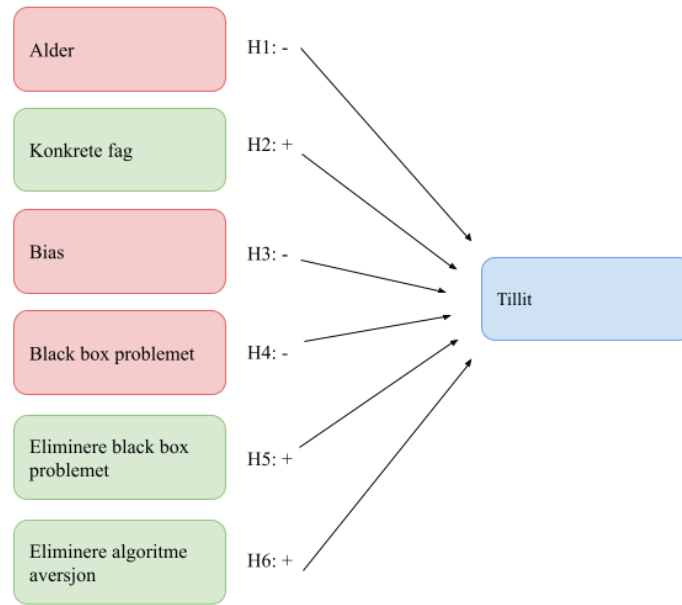 Alder
H1: -
Konkrete fag
H2: +
Bias
H3: -
Tillit
Black box problemet
H4: -
Eliminere black box
problemet
H5: +
Eliminere algoritme
aversjon
H6: +